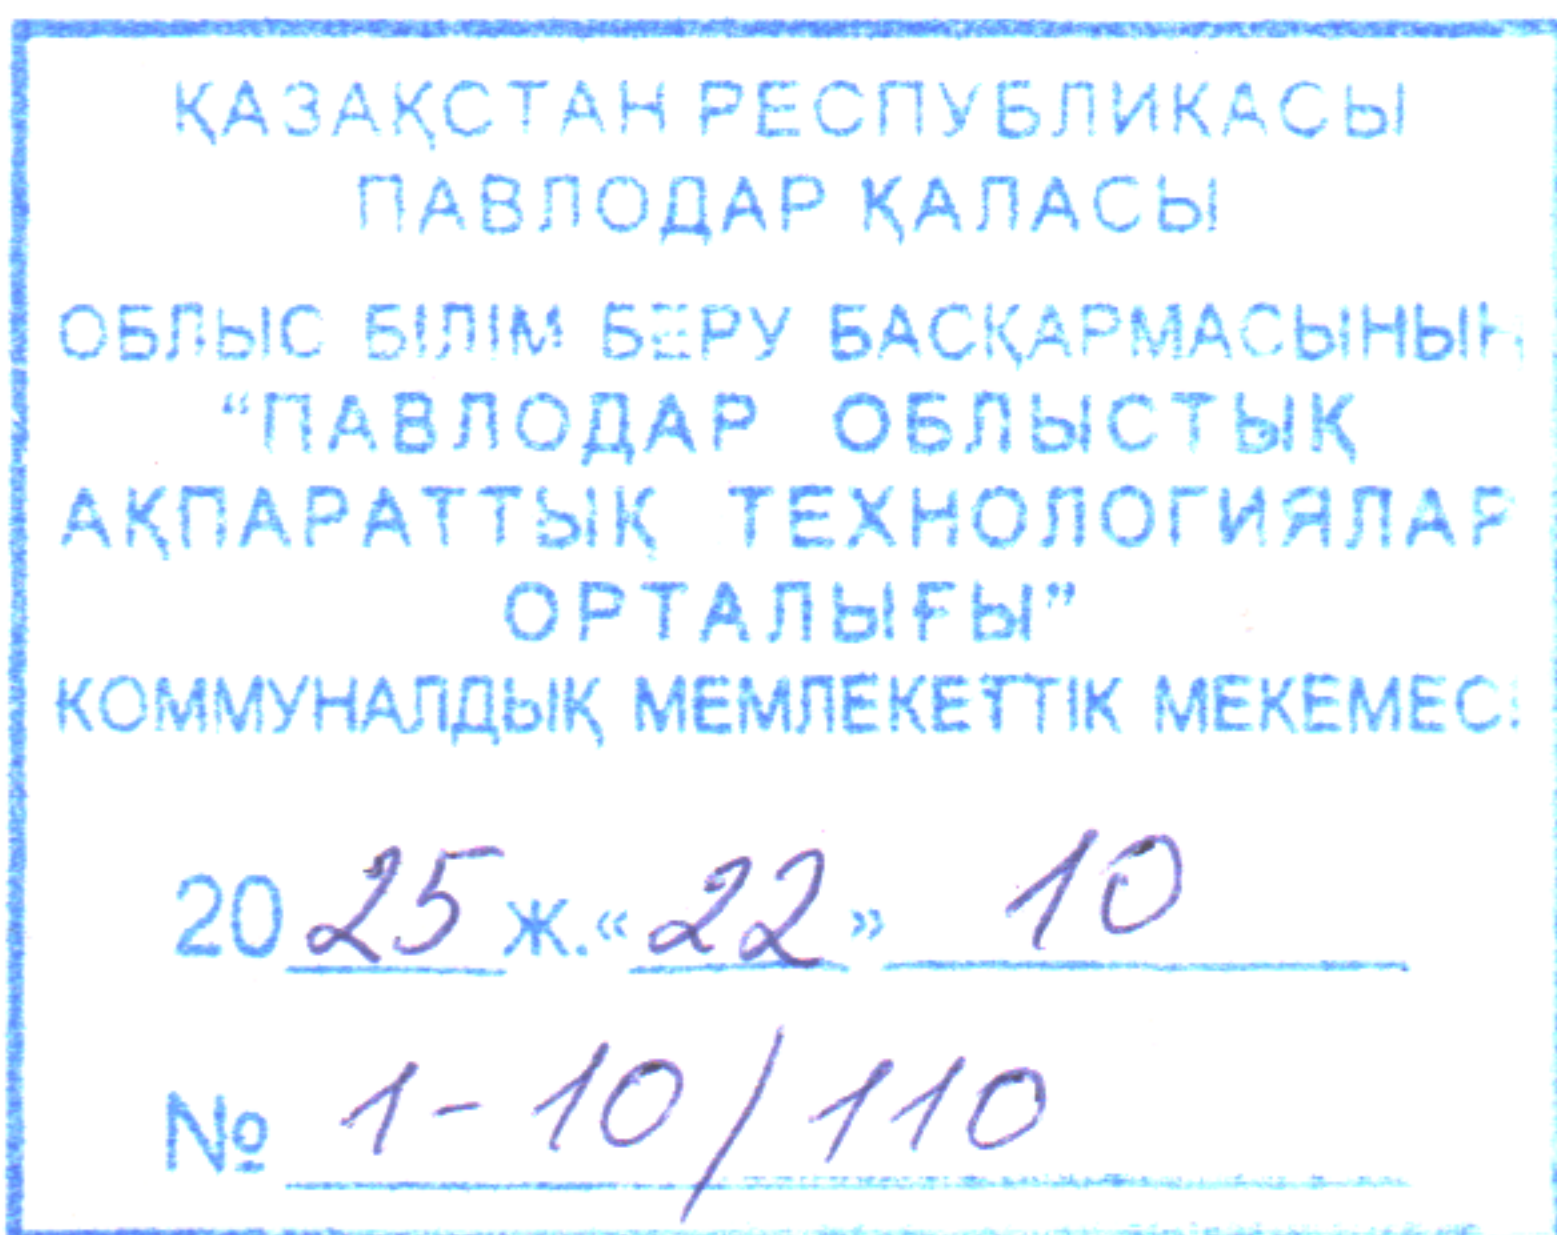 ҚАЗАҚСТАН РЕСПУБЛИКАСЫ
ПАВЛОДАР ҚАЛАСЫ
ОБЛЫС БІЛІМ БЕРУ БАСҚАРМАСЫНЫҢ
“ПАВЛОДАР ОБЛЫСТЫҚ
АҚПАРАТТЫҚ ТЕХНОЛОГИЯЛАР
ОРТАЛЫҒЫ”
КОММУНАЛДЫҚ МЕМЛЕКЕТТІК МЕКЕМЕСІ
2025 ж. «22» 10
№ 1-10/110